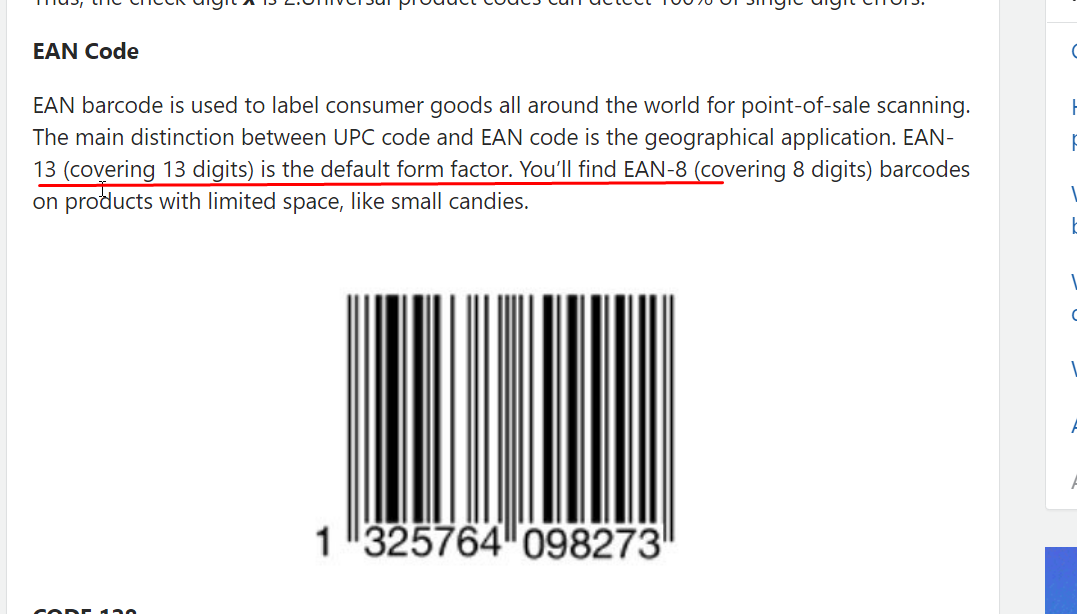 Thus, the check digit x is 2.Universal product codes can detect 100% of single digit errors.
EAN Code
EAN barcode is used to label consumer goods all around the world for point-of-sale scanning.
The main distinction between UPC code and EAN code is the geographical application. EAN-
13 (covering 13 digits) is the default form factor. You’ll find EAN-8 (covering 8 digits) barcodes
on products with limited space, like small candies.
1 325764 098273
CODE 128